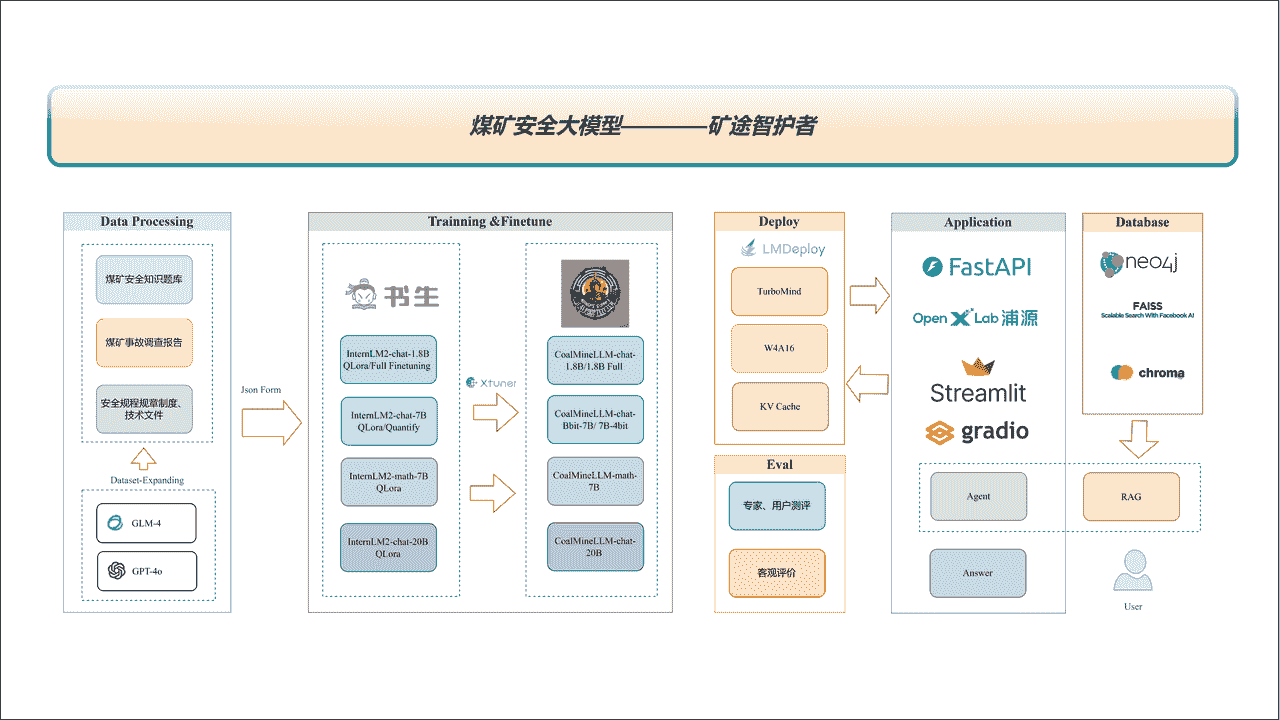 煤矿安全大模型————矿途智护者
Data Processing
煤矿安全知识题库
煤矿事故调查报告
安全规程规章制度、
技术文件
Dataset-Expanding
GLM-4
GPT-4o
Json Form
Trainning &Finetune
书生
InternLM2-chat-1.8B
QLora/Full Finetuning
InternLM2-chat-7B
QLora/Quantify
InternLM2-math-7B
QLora
InternLM2-chat-20B
QLora
Xtuner
CoalMineLLM-chat-
1.8B/1.8B Full
CoalMineLLM-chat-
Bbit-7B/ 7B-4bit
CoalMineLLM-math-
7B
CoalMineLLM-chat-
20B
Deploy
LMDeploy
TurboMind
W4A16
KV Cache
Eval
专家、用户测评
客观评价
Application
FastAPI
Open X Lab 浦源
Streamlit
gradio
Agent
Answer
Database
neo4j
FAISS
Scalable Search With Facebook AI
chroma
RAG
User